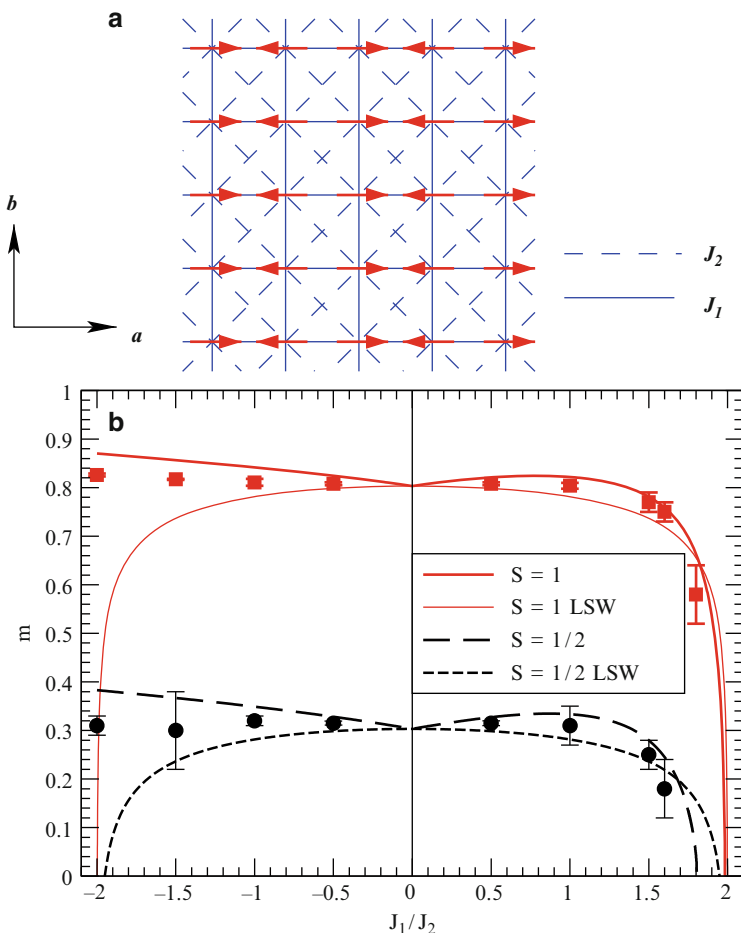 a
b
a
J₂
J₁
b
1
0.9
0.8
0.7
0.6
0.5
0.4
0.3
0.2
0.1
0
m
S = 1
S = 1 LSW
S = 1/2
S = 1/2 LSW
–2 –1.5 –1 –0.5 0 0.5 1 1.5 2
J₁/J₂